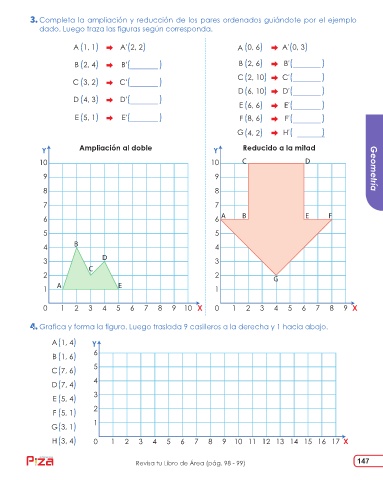 3. Completa la ampliación y reducción de los pares ordenados guiándote por el ejemplo
dado. Luego traza las figuras según corresponda.
A (1, 1) ➡ A'(2, 2)
B (2, 4) ➡ B'(______)
C (3, 2) ➡ C'(______)
D (4, 3) ➡ D'(______)
E (5, 1) ➡ E'(______)
A (0, 6) ➡ A'(0, 3)
B (2, 6) ➡ B'(______)
C (2, 10) ➡ C'(______)
D (6, 10) ➡ D'(______)
E (6, 6) ➡ E'(______)
F (8, 6) ➡ F'(______)
G (4, 2) ➡ H'(______)
Ampliación al doble
Y
10
9
8
7
6
5
4
3
2
1
B
D
C
A
E
0 1 2 3 4 5 6 7 8 9 10 X
Reducido a la mitad
Y
10
9
8
7
6
5
4
3
2
1
C D
A B E F
G
0 1 2 3 4 5 6 7 8 9 X
Geometría
4. Grafica y forma la figura. Luego traslada 9 casilleros a la derecha y 1 hacia abajo.
A (1, 4)
B (1, 6)
C (7, 6)
D (7, 4)
E (5, 4)
F (5, 1)
G (3, 1)
H (3, 4)
Y
6
5
4
3
2
1
0 1 2 3 4 5 6 7 8 9 10 11 12 13 14 15 16 17 X
Revisa tu Libro de Área (pág. 98 - 99)
147